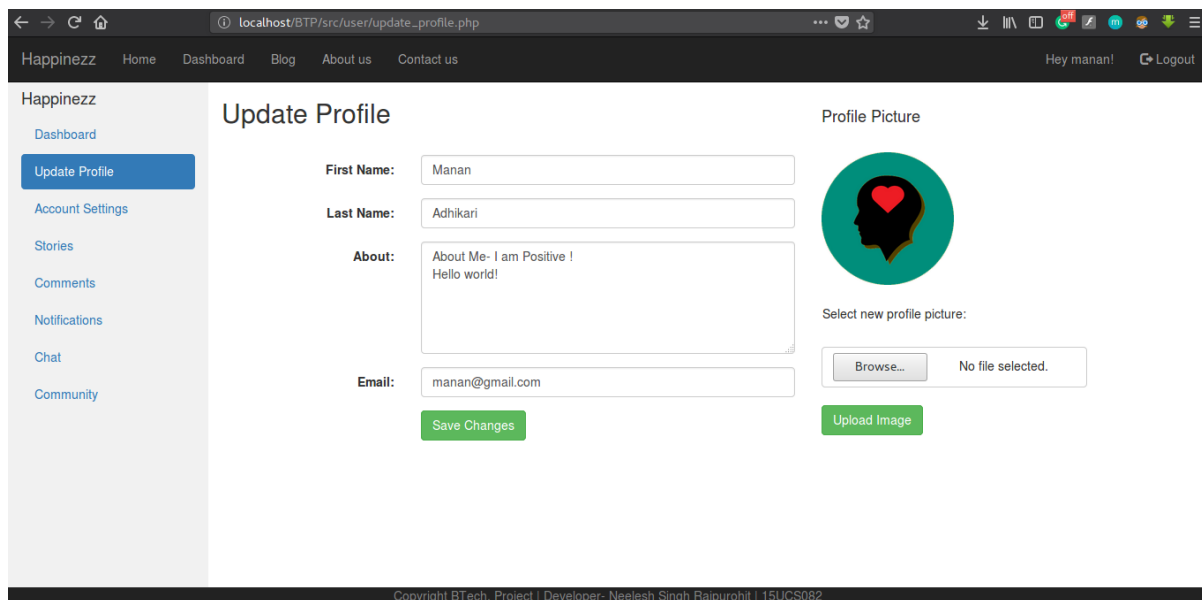 localhost/BTP/src/user/update_profile.php
off
Happinezz Home Dashboard Blog About us Contact us Hey manan! Logout
Happinezz
Dashboard
Update Profile
Account Settings
Stories
Comments
Notifications
Chat
Community
Update Profile
First Name: Manan
Last Name: Adhikari
About: About Me- I am Positive !
Hello world!
Email: manan@gmail.com
Save Changes
Profile Picture
Select new profile picture:
Browse... No file selected.
Upload Image
Copyright BTech. Project | Developer- Neelesh Singh Rajpurohit | 15UCS082